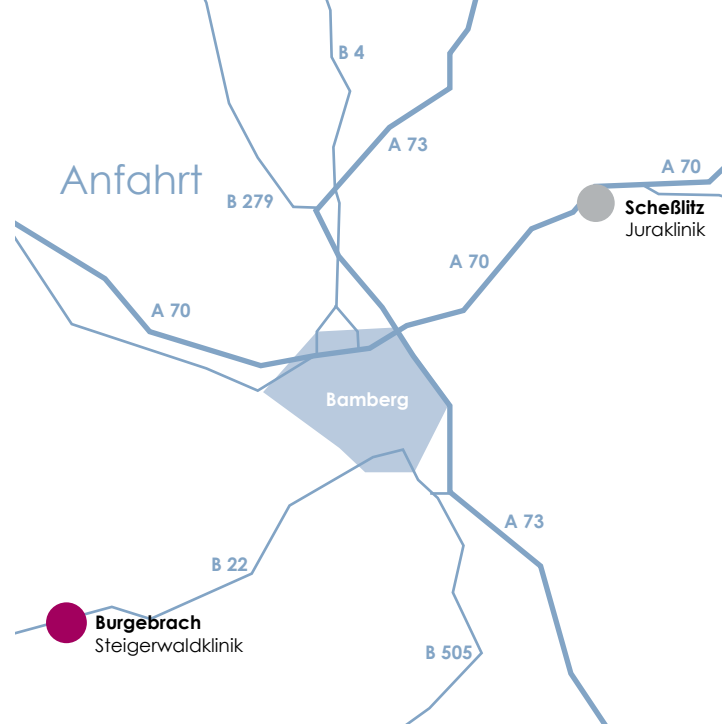 B 4
A 73
A 70
Anfahrt
B 279
Scheßlitz
Juraklinik
A 70
A 70
Bamberg
A 73
B 22
Burgebrach
Steigerwaldklinik
B 505